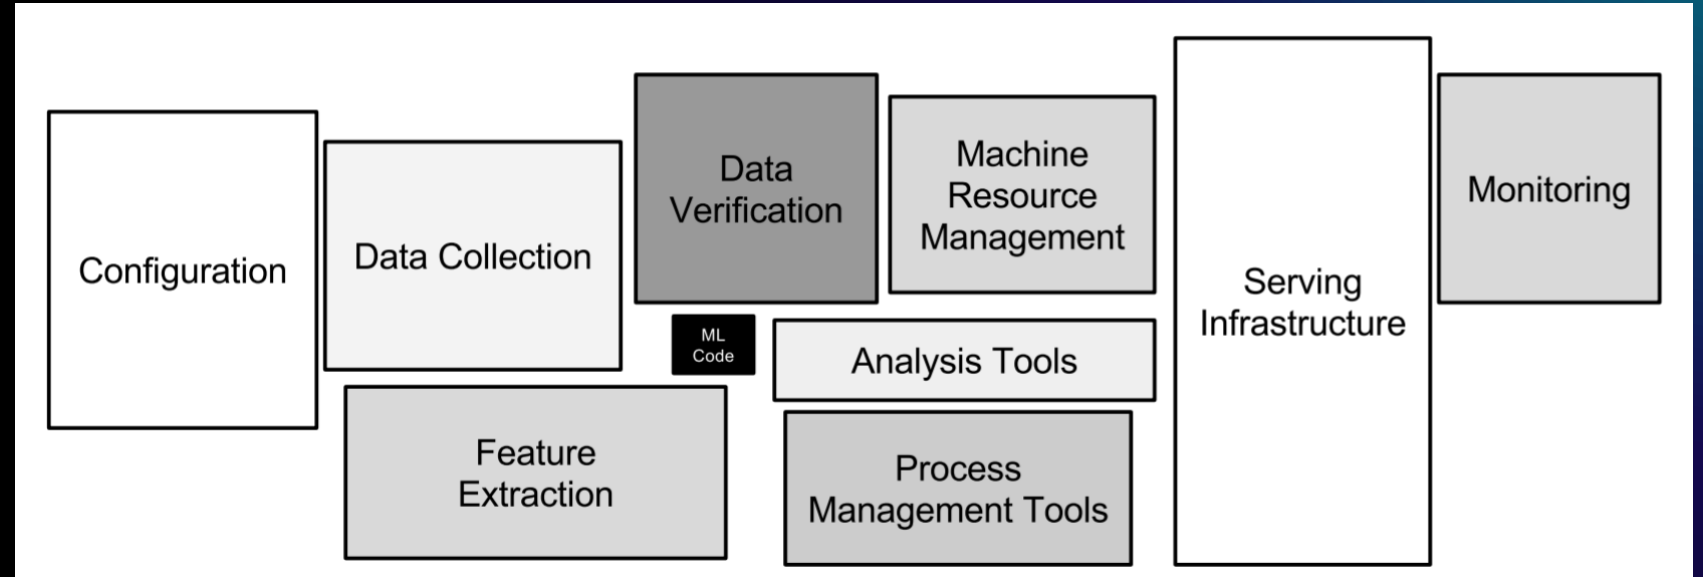 Configuration
Data Collection
Feature
Extraction
Data
Verification
ML
Code
Machine
Resource
Management
Analysis Tools
Process
Management Tools
Serving
Infrastructure
Monitoring